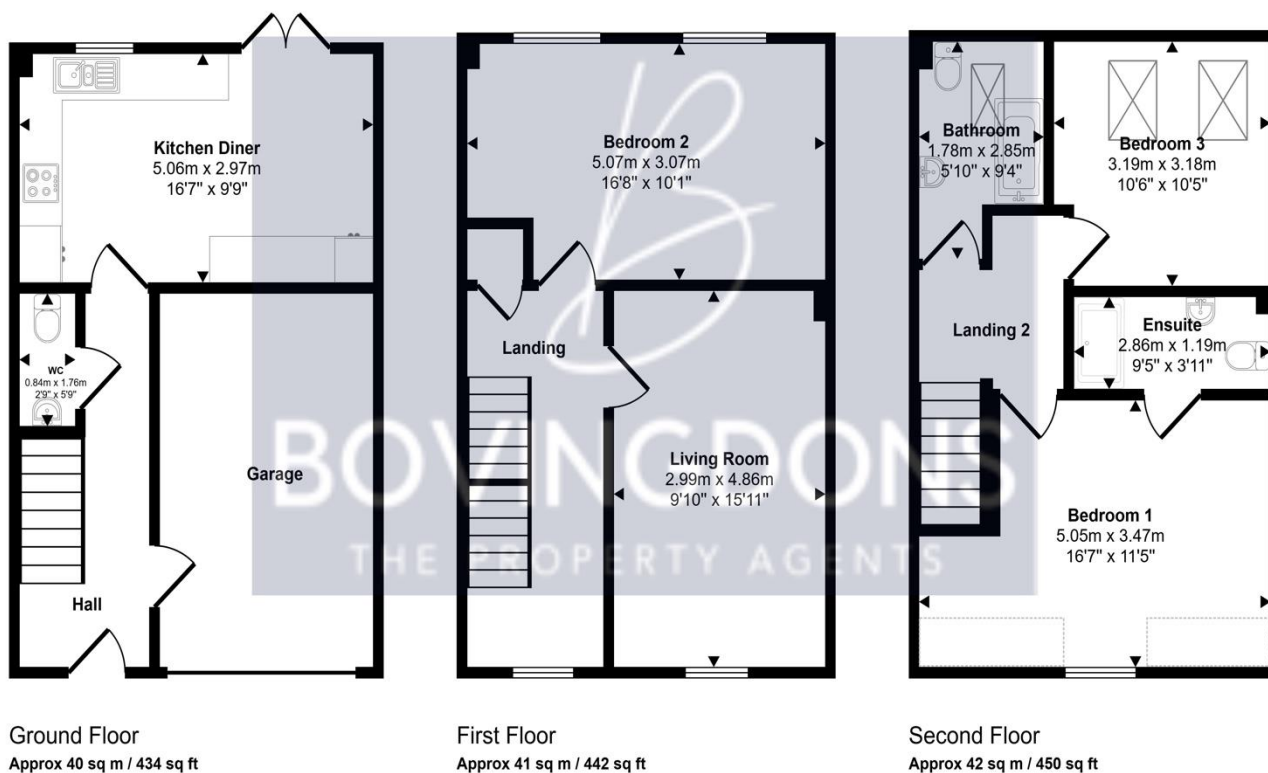 Kitchen Diner
5.06m x 2.97m
16'7" x 9'9"
WC
0.84m x 1.76m
2'9" x 5'9"
Garage
Hall
Ground Floor
Approx 40 sq m / 434 sq ft
Bedroom 2
5.07m x 3.07m
16'8" x 10'1"
Landing
Living Room
2.99m x 4.86m
9'10" x 15'11"
First Floor
Approx 41 sq m / 442 sq ft
Bathroom
1.78m x 2.85m
5'10" x 9'4"
Bedroom 3
3.19m x 3.18m
10'6" x 10'5"
Landing 2
Ensuite
2.86m x 1.19m
9'5" x 3'11"
Bedroom 1
5.05m x 3.47m
16'7" x 11'5"
Second Floor
Approx 42 sq m / 450 sq ft
B
BOVINGDONS
THE PROPERTY AGENTS